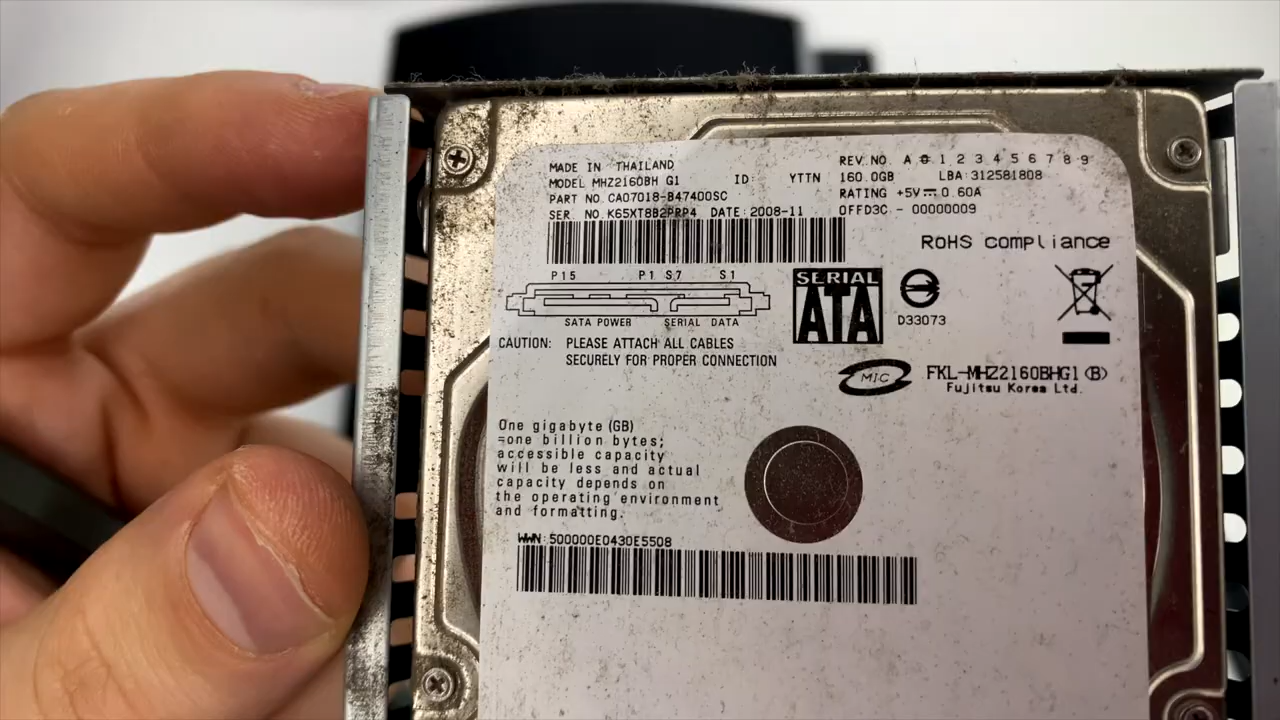 MADE IN THAILAND
MODEL MHZ2160BH G1 ID: YTTN
PART NO. CA07018-B47400SC
SER. NO. K65XT8B2PRP4 DATE: 2008-11
REV.NO. A 0 1 2 3 4 5 6 7 8 9
160.0GB LBA:312581808
RATING +5V⎓0.60A
OFFD3C - 00000009
RoHS compliance
P15 P1 S7 S1
SATA POWER SERIAL DATA
SERIAL
ATA
D33073
CAUTION: PLEASE ATTACH ALL CABLES
SECURELY FOR PROPER CONNECTION
MIC
FKL-MHZ2160BHG1(B)
Fujitsu Korea Ltd.
One gigabyte (GB)
=one billion bytes;
accessible capacity
will be less and actual
capacity depends on
the operating environment
and formatting.
WWN:500000E0430E5508